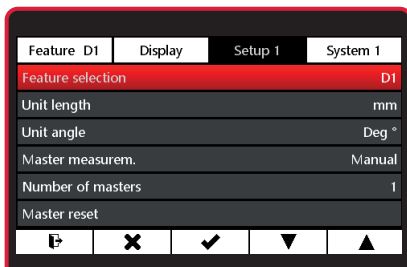 Feature D1 Display Setup 1 System 1
Feature selection D1
Unit length mm
Unit angle Deg °
Master measurem. Manual
Number of masters 1
Master reset